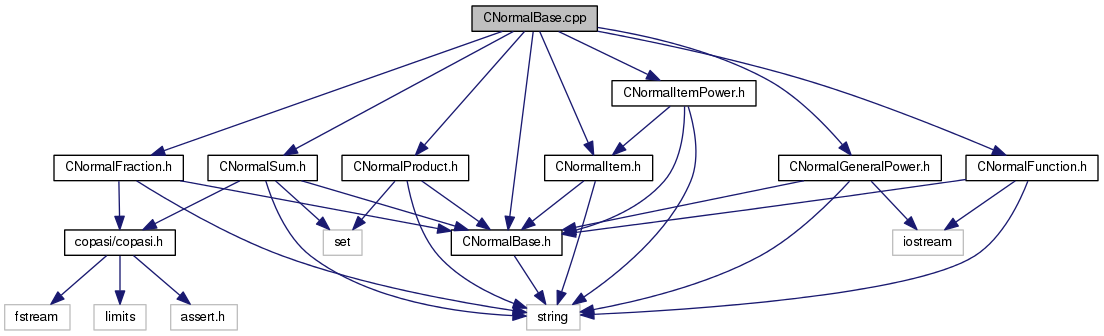 CNormalBase.cpp
CNormalItemPower.h
CNormalFraction.h
CNormalSum.h
CNormalProduct.h
CNormalItem.h
CNormalGeneralPower.h
CNormalFunction.h
copasi/copasi.h
set
CNormalBase.h
iostream
fstream
limits
assert.h
string